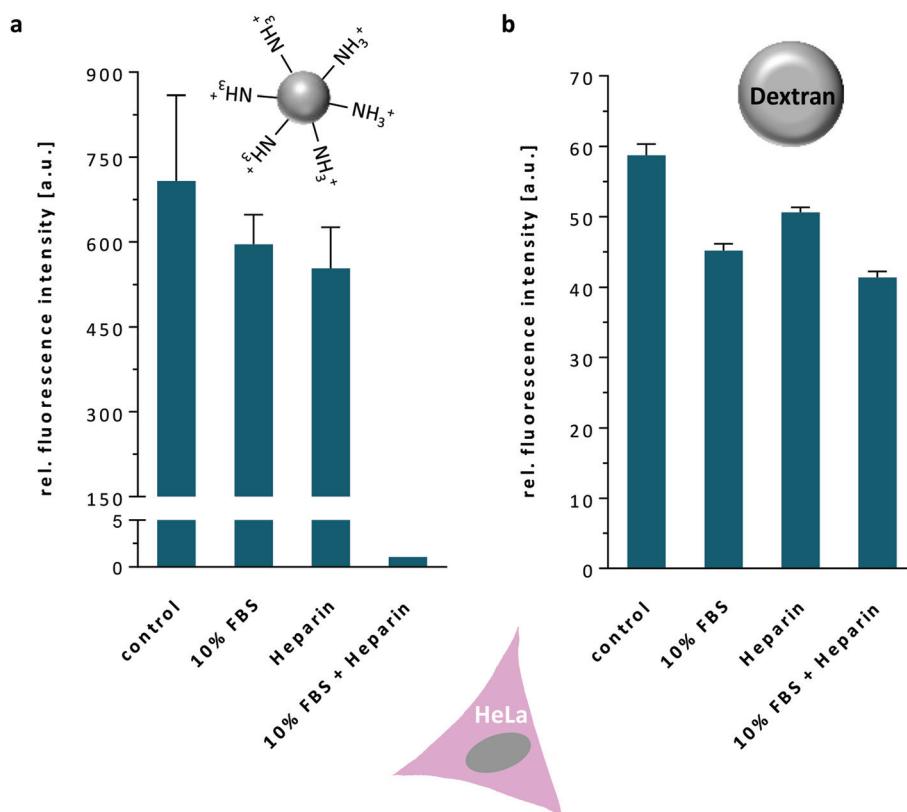 a
NH3+
NH3+
NH3+
NH3+
NH3+
NH3+
rel. fluorescence intensity [a.u.]
900
750
600
450
300
150
5
0
control
10% FBS
Heparin
10% FBS + Heparin
b
Dextran
rel. fluorescence intensity [a.u.]
70
60
50
40
30
20
10
0
control
10% FBS
Heparin
10% FBS + Heparin
HeLa